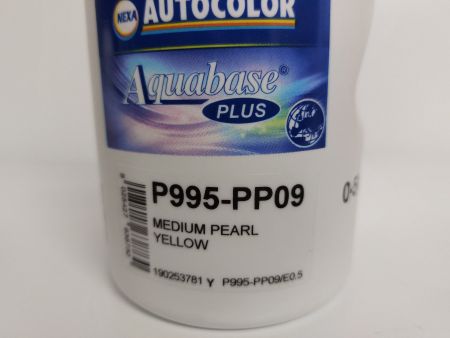 NEXA AUTOCOLOR
Aquabase®
PLUS
P995-PP09
MEDIUM PEARL
YELLOW
190253781 Y P995-PP09/E0.5